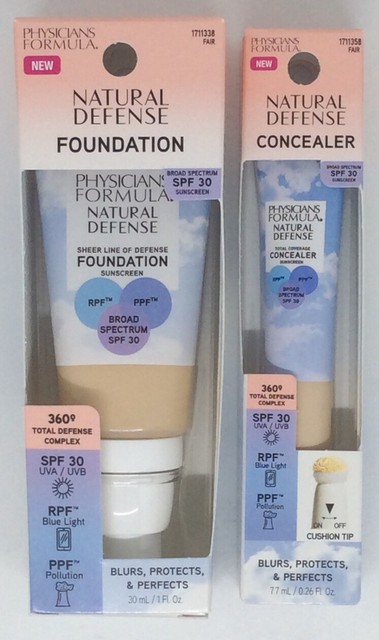 PHYSICIANS
FORMULA®
1711338
FAIR
NEW
NATURAL
DEFENSE
FOUNDATION
BROAD SPECTRUM
SPF 30
SUNSCREEN
PHYSICIANS
FORMULA®
NATURAL
DEFENSE
SHEER LINE OF DEFENSE
FOUNDATION
SUNSCREEN
RPF™ PPF™
BROAD
SPECTRUM
SPF 30
360º
TOTAL DEFENSE
COMPLEX
SPF 30
UVA / UVB
RPF™
Blue Light
PPF™
Pollution
BLURS, PROTECTS,
& PERFECTS
30 mL / 1 Fl. Oz.
PHYSICIANS
FORMULA®
1711358
FAIR
NEW
NATURAL
DEFENSE
CONCEALER
BROAD SPECTRUM
SPF 30
SUNSCREEN
PHYSICIANS
FORMULA®
NATURAL
DEFENSE
TOTAL COVERAGE
CONCEALER
SUNSCREEN
RPF™ PPF™
BROAD
SPECTRUM
SPF 30
360º
TOTAL DEFENSE
COMPLEX
SPF 30
UVA / UVB
RPF™
Blue Light
PPF™
Pollution
ON OFF
CUSHION TIP
BLURS, PROTECTS,
& PERFECTS
7.7 mL / 0.26 Fl. Oz.